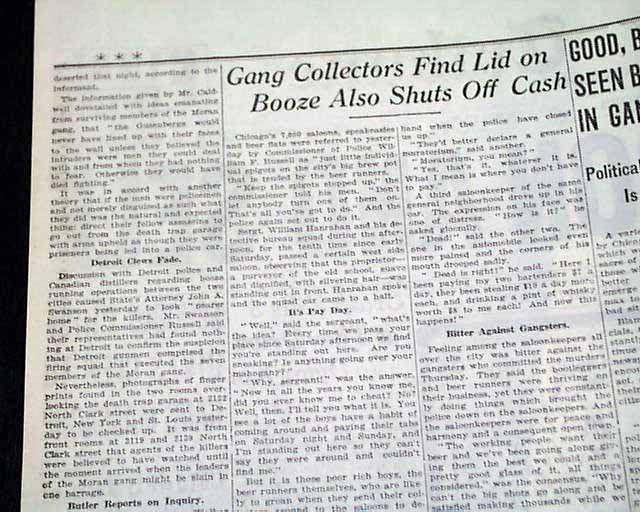 * * *
deserted that night, according to the
informant.
The information given by Mr. Cald-
well dovetailed with ideas emanating
from surviving members of the Moran
gang, that "the Gusenbergs would
never have lined up with their faces
to the wall unless they believed the
intruders were men they could deal
with and from whom they had nothing
to fear. Otherwise they would have
died fighting."
It was in accord with another
theory that if the men were policemen
and not merely disguised as such what
they did was the natural and expected
thing: direct their fellow assassins to
go out from the death trap garage
with arms upheld as though they were
prisoners being led into a police car.
Detroit Clews Fade.
Discussion with Detroit police and
Canadian distillers regarding booze
running operations between the two
cities caused State's Attorney John A.
Swanson yesterday to look "nearer
home" for the killers. Mr. Swanson
and Police Commissioner Russell said
their representatives had found noth-
ing at Detroit to confirm the suspicion
that Detroit gunmen comprised the
firing squad that executed the seven
members of the Moran gang.
Nevertheless, photographs of finger
prints found in the two rooms over-
looking the death trap garage at 2122
North Clark street were sent to De-
troit, New York and St. Louis yester-
day to be checked up. It was from
front rooms at 2119 and 2129 North
Clark street that agents of the killers
were believed to have watched until
the moment arrived when the leaders
of the Moran gang might be slain in
one barrage.
Butler Reports on Inquiry.
Gang Collectors Find Lid on
Booze Also Shuts Off Cash
Chicago's 7,000 saloons, speakeasies
and beer flats were referred to yester-
day by Commissioner of Police Wil-
liam F. Russell as "just little individ-
ual spigots on the city's big brew pot
that is tended by the beer runners.
"Keep the spigots stopped up," the
commissioner told his men. "Don't
let anybody turn one of them on.
That's all you've got to do." And the
police again set out to do it.
Sergt. William Hanrahan and his de-
tective bureau squad during the after-
noon, for the tenth time since early
Saturday, passed a certain west side
saloon, observing that the proprietor—
a purveyor of the old school, suave
and dignified, with silvering hair—was
standing out in front. Hanrahan spoke
and the squad car came to a halt.
It's Pay Day.
"Well," said the sergeant, "what's
the idea? Every time we pass your
place since Saturday afternoon we find
you're standing out here. Are you
sneaking? Is anything going over your
mahogany?"
"Why, sergeant," was the answer.
"Now in all the years you know me,
did you ever know me to cheat? No?
Well, then, I'll tell you what it is. You
see a lot of the boys have a habit of
coming around and paying their tabs
on Saturday night and Sunday, and
I'm standing out here so they can't
say they were around and couldn't
find me."
But it is those poor rich boys, the
beer runners themselves, who are like-
ly to groan when they send their col-
around to the saloons to de-
hand when the police have closed
us up."
"They'd better declare a general
moratorium," said another.
"Moratorium, you mean?"
"Yes, that's it, whatever it is.
What I mean is where you don't have
to pay."
A third saloonkeeper of the same
general neighborhood drove up in his
car. The expression on his face was
one of distress. "How is it?" he
asked gloomily.
"Dead!" said the other two. The
one in the automobile looked even
more pained and the corners of his
mouth drooped sadly.
"Dead is right!" he said. "Here I
been paying my two bartenders $7 a
day, they been stealing $10 a day more
each, and drinking a pint of whisky
worth $8 to me each! And now this
happens!"
Bitter Against Gangsters.
Feeling among the saloonkeepers all
over the city was bitter against the
gangsters who committed the murders
Thursday. They said the bootleggers
and beer runners were thriving on
their business, yet they were constant-
ly doing things which brought the
police down on the saloonkeepers. And
the saloonkeepers were for peace and
harmony and a consequent open town.
"The working people want their
beer and we've been going along giv-
ing them the best we could and a
pretty good glass of it, all things
considered," was the consensus. "Why
can't the big shots go along and be
satisfied making thousands while we
GOOD, B
SEEN B
IN GA
Political
Is
A varie
by Chicag
which w